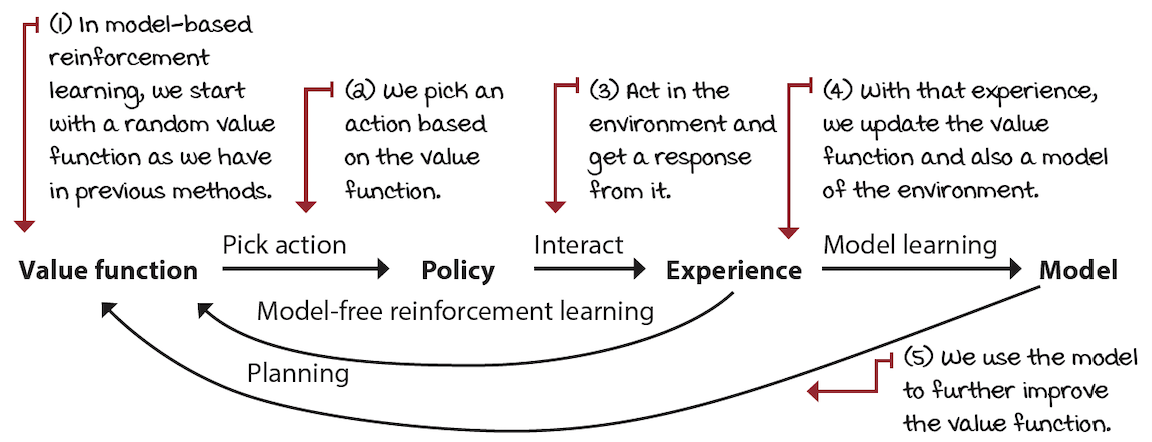 (1) In model-based
reinforcement
learning, we start
with a random value
function as we have
in previous methods.
(2) We pick an
action based
on the value
function.
(3) Act in the
environment and
get a response
from it.
(4) With that experience,
we update the value
function and also a model
of the environment.
Pick action
Interact
Model learning
Value function
Policy
Experience
Model
Model-free reinforcement learning
Planning
(5) We use the model
to further improve
the value function.